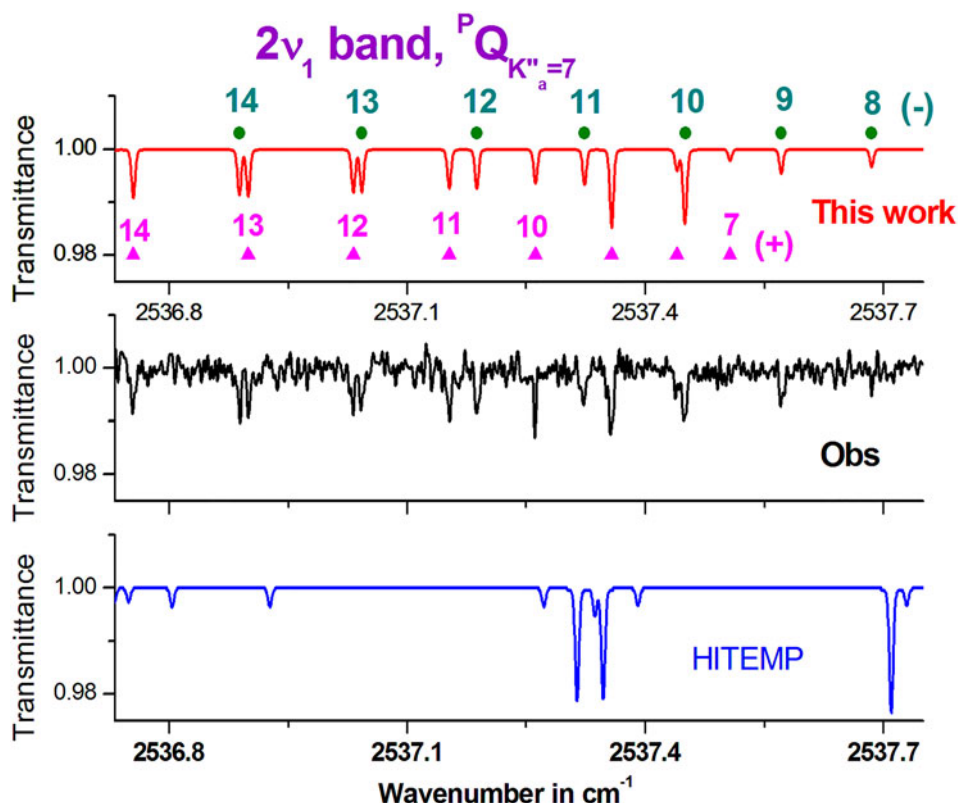 2ν₁ band, ᴾQ K"ₐ=7
14 13 12 11 10 9 8 (-)
1.00
This work
14 13 12 11 10 7 (+)
0.98
Transmittance
2536.8 2537.1 2537.4 2537.7
1.00
Obs
0.98
Transmittance
1.00
HITEMP
0.98
Transmittance
2536.8 2537.1 2537.4 2537.7
Wavenumber in cm⁻¹